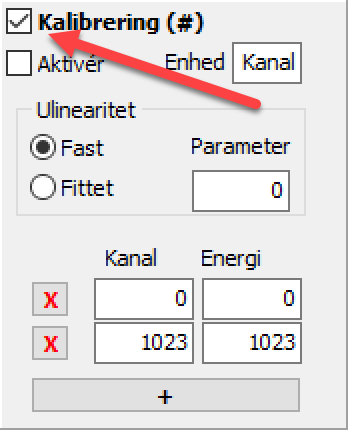 Kalibrering (#)
Aktivér Enhed Kanal
Ulinearitet
Fast Parameter
Fittet 0
Kanal Energi
X 0 0
X 1023 1023
+